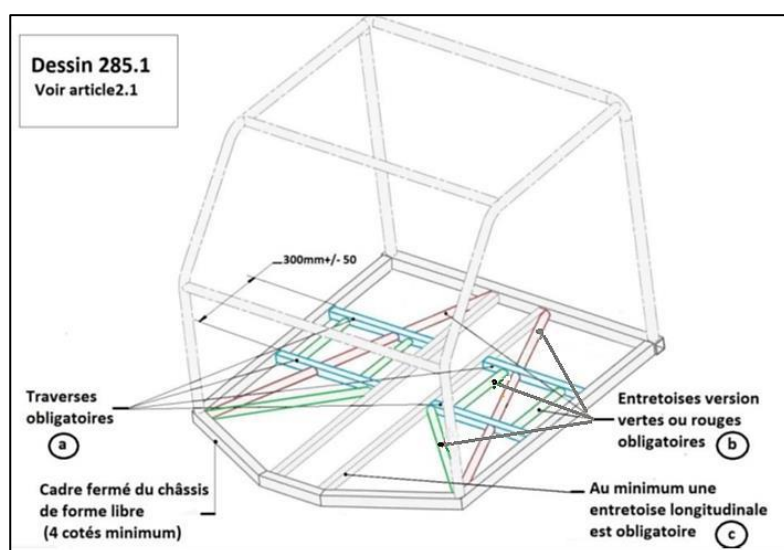 Dessin 285.1
Voir article2.1
300mm+/- 50
Traverses
obligatoires
a
Entretoises version
vertes ou rouges
obligatoires
b
Cadre fermé du châssis
de forme libre
(4 cotés minimum)
Au minimum une
entretoise longitudinale
est obligatoire
c